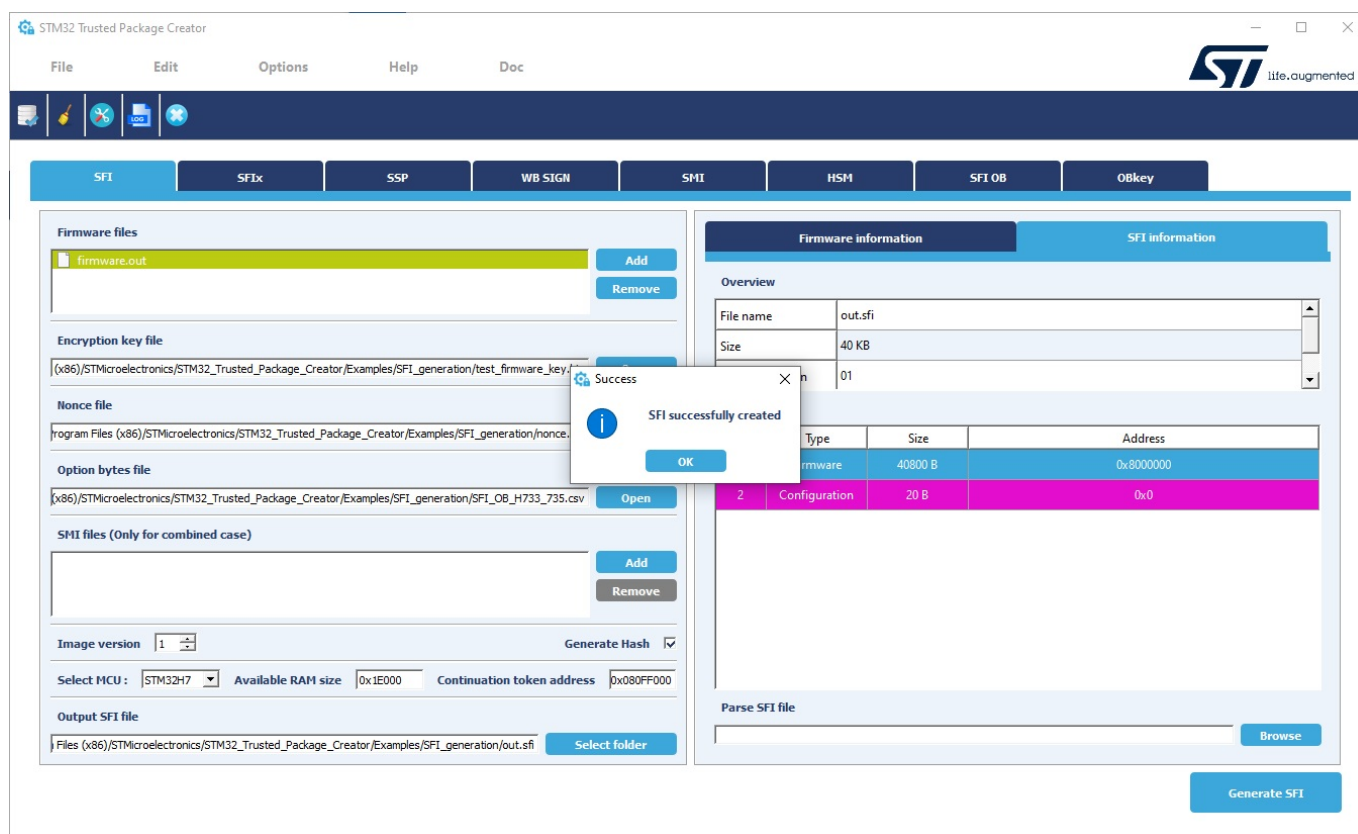 STM32 Trusted Package Creator
File Edit Options Help Doc
ST life.augmented
LOG
SFI SFIx SSP WB SIGN SMI HSM SFI OB OBkey
Firmware files
firmware.out
Add
Remove
Encryption key file
(x86)/STMicroelectronics/STM32_Trusted_Package_Creator/Examples/SFI_generation/test_firmware_key.
Nonce file
rogram Files (x86)/STMicroelectronics/STM32_Trusted_Package_Creator/Examples/SFI_generation/nonce.
Option bytes file
(x86)/STMicroelectronics/STM32_Trusted_Package_Creator/Examples/SFI_generation/SFI_OB_H733_735.csv Open
SMI files (Only for combined case)
Add
Remove
Image version 1 Generate Hash
Select MCU : STM32H7 Available RAM size 0x1E000 Continuation token address 0x080FF000
Output SFI file
Files (x86)/STMicroelectronics/STM32_Trusted_Package_Creator/Examples/SFI_generation/out.sfi Select folder
Firmware information SFI information
Overview
File name out.sfi
Size 40 KB
n 01
Type Size Address
rmware 40800 B 0x8000000
2 Configuration 20 B 0x0
Parse SFI file
Browse
Generate SFI
Success
SFI successfully created
OK